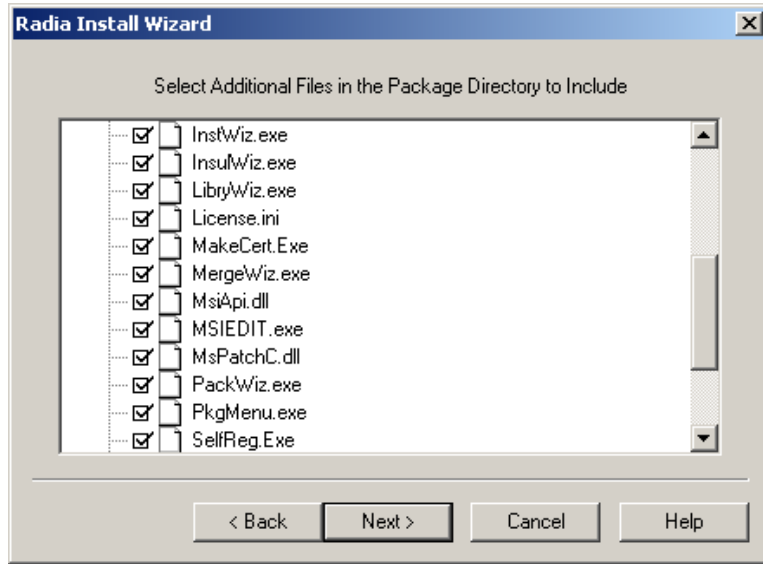 Radia Install Wizard
Select Additional Files in the Package Directory to Include
InstWiz.exe
InsulWiz.exe
LibryWiz.exe
License.ini
MakeCert.Exe
MergeWiz.exe
MsiApi.dll
MSIEDIT.exe
MsPatchC.dll
PackWiz.exe
PkgMenu.exe
SelfReg.Exe
< Back Next > Cancel Help